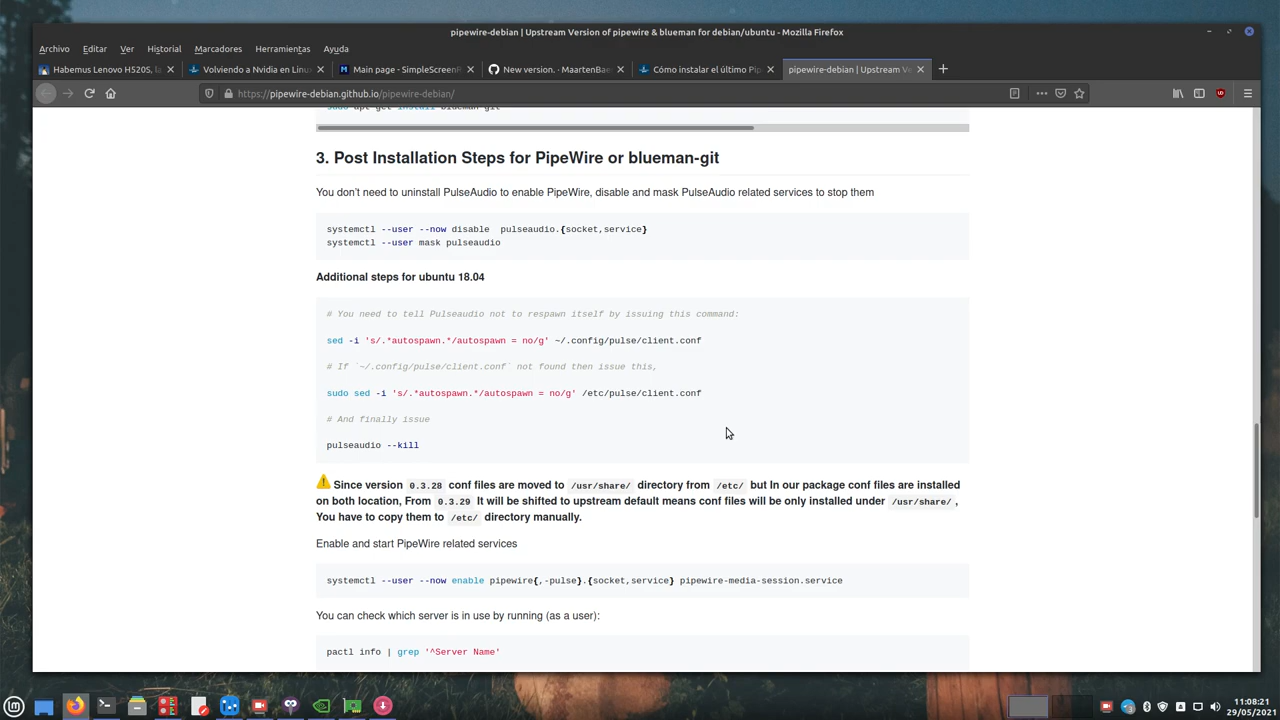 pipewire-debian | Upstream Version of pipewire & blueman for debian/ubuntu - Mozilla Firefox
Archivo Editar Ver Historial Marcadores Herramientas Ayuda
Habemus Lenovo H520S, la
Volviendo a Nvidia en Linux
Main page - SimpleScreenR
New version. · MaartenBae
Cómo instalar el último Pip
pipewire-debian | Upstream Ve
https://pipewire-debian.github.io/pipewire-debian/
sudo apt-get install blueman-git
3. Post Installation Steps for PipeWire or blueman-git
You don't need to uninstall PulseAudio to enable PipeWire, disable and mask PulseAudio related services to stop them
systemctl --user --now disable  pulseaudio.{socket,service}
systemctl --user mask pulseaudio
Additional steps for ubuntu 18.04
# You need to tell Pulseaudio not to respawn itself by issuing this command:
sed -i 's/.*autospawn.*/autospawn = no/g' ~/.config/pulse/client.conf
# If `~/.config/pulse/client.conf` not found then issue this,
sudo sed -i 's/.*autospawn.*/autospawn = no/g' /etc/pulse/client.conf
# And finally issue
pulseaudio --kill
⚠️ Since version 0.3.28 conf files are moved to /usr/share/ directory from /etc/ but In our package conf files are installed
on both location, From 0.3.29 It will be shifted to upstream default means conf files will be only installed under /usr/share/ ,
You have to copy them to /etc/ directory manually.
Enable and start PipeWire related services
systemctl --user --now enable pipewire{,-pulse}.{socket,service} pipewire-media-session.service
You can check which server is in use by running (as a user):
pactl info | grep '^Server Name'
11:08:21
29/05/2021